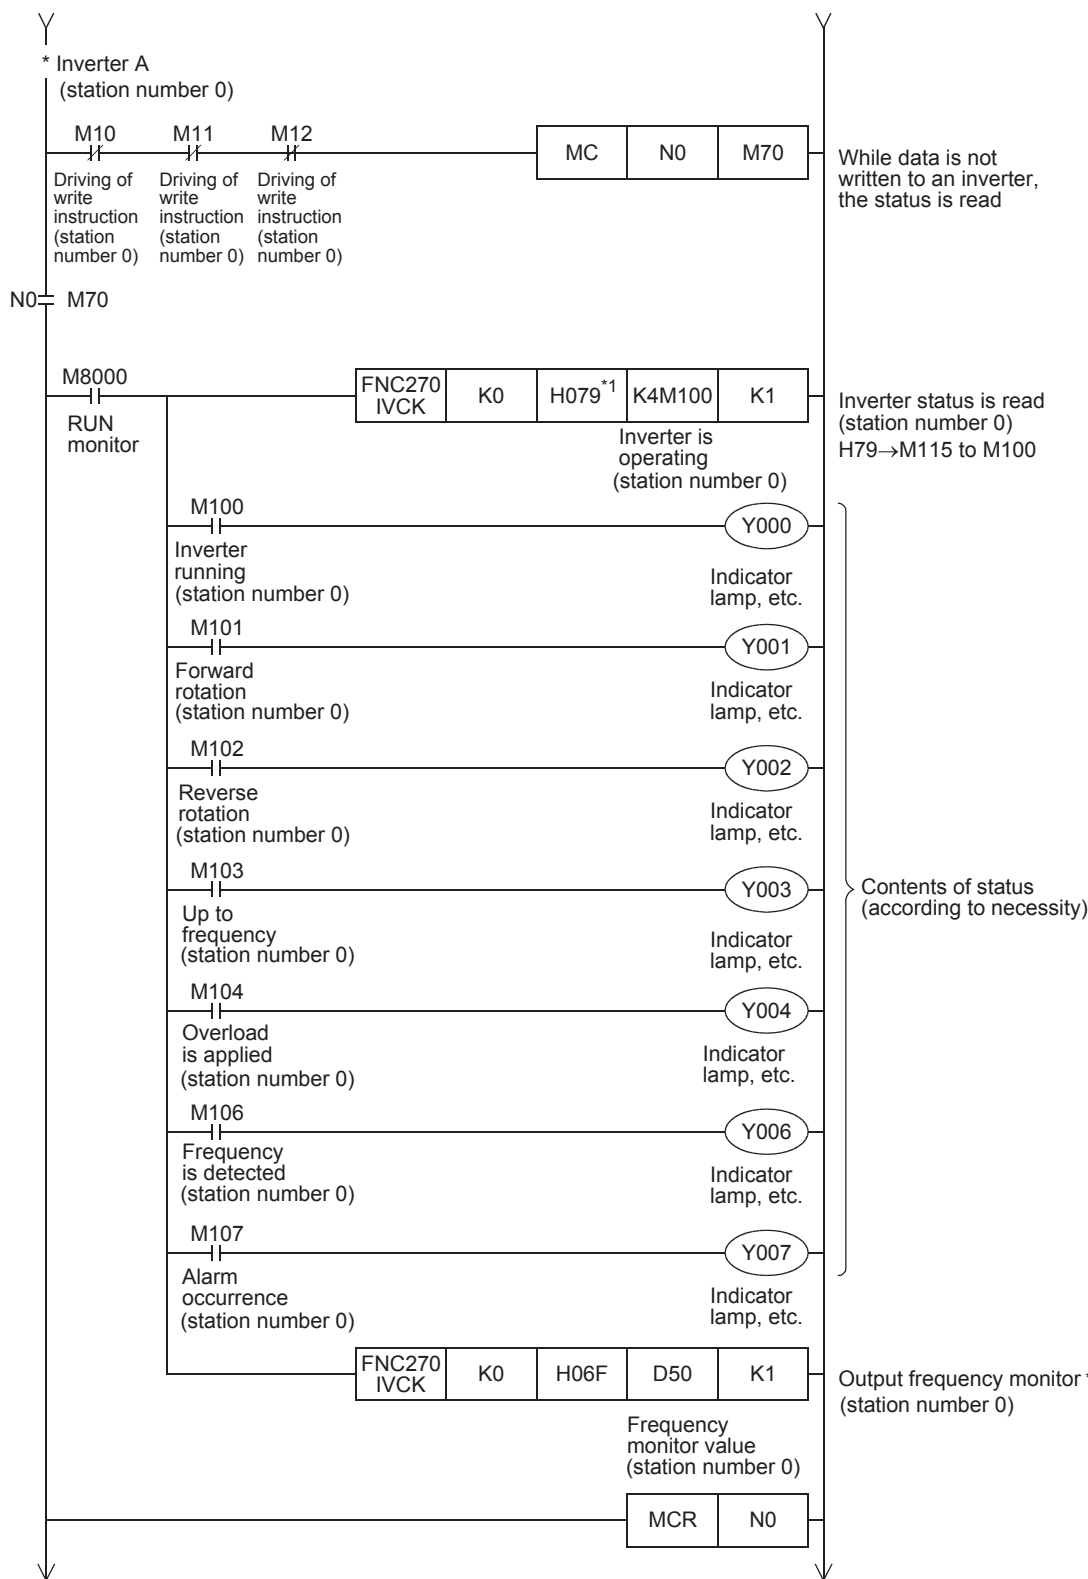 * Inverter A
(station number 0)
M10 M11 M12
MC N0 M70
Driving of
write
instruction
(station
number 0)
Driving of
write
instruction
(station
number 0)
Driving of
write
instruction
(station
number 0)
While data is not
written to an inverter,
the status is read
N0 M70
M8000
RUN
monitor
FNC270
IVCK
K0 H079*1 K4M100 K1
Inverter is
operating
(station number 0)
Inverter status is read
(station number 0)
H79→M115 to M100
M100
Y000
Inverter
running
(station number 0)
Indicator
lamp, etc.
M101
Y001
Forward
rotation
(station number 0)
Indicator
lamp, etc.
M102
Y002
Reverse
rotation
(station number 0)
Indicator
lamp, etc.
M103
Y003
Up to
frequency
(station number 0)
Indicator
lamp, etc.
Contents of status
(according to necessity)
M104
Y004
Overload
is applied
(station number 0)
Indicator
lamp, etc.
M106
Y006
Frequency
is detected
(station number 0)
Indicator
lamp, etc.
M107
Y007
Alarm
occurrence
(station number 0)
Indicator
lamp, etc.
FNC270
IVCK
K0 H06F D50 K1
Frequency
monitor value
(station number 0)
Output frequency monitor *
(station number 0)
MCR N0